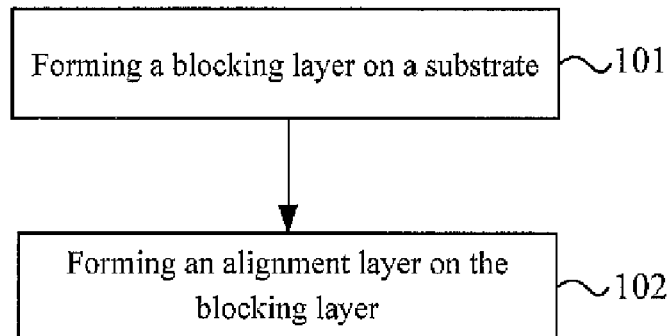 Forming a blocking layer on a substrate
101
Forming an alignment layer on the
blocking layer
102